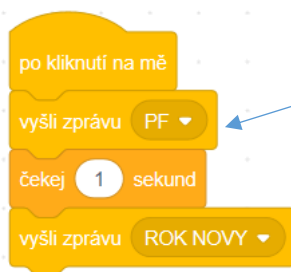 po kliknutí na mě
vyšli zprávu PF
čekej 1 sekund
vyšli zprávu ROK NOVY